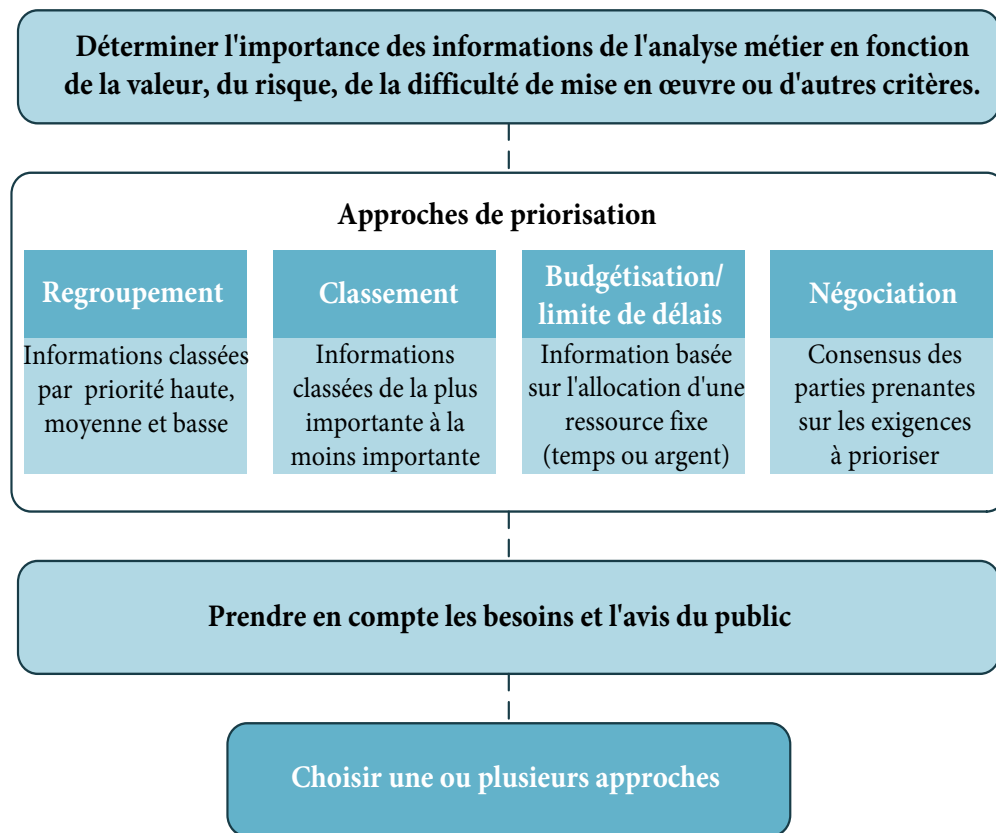 Déterminer l'importance des informations de l'analyse métier en fonction
de la valeur, du risque, de la difficulté de mise en œuvre ou d'autres critères.
Approches de priorisation
Regroupement
Informations classées
par priorité haute,
moyenne et basse
Classement
Informations
classées de la plus
importante à la
moins importante
Budgétisation/
limite de délais
Information basée
sur l'allocation d'une
ressource fixe
(temps ou argent)
Négociation
Consensus des
parties prenantes
sur les exigences
à prioriser
Prendre en compte les besoins et l'avis du public
Choisir une ou plusieurs approches